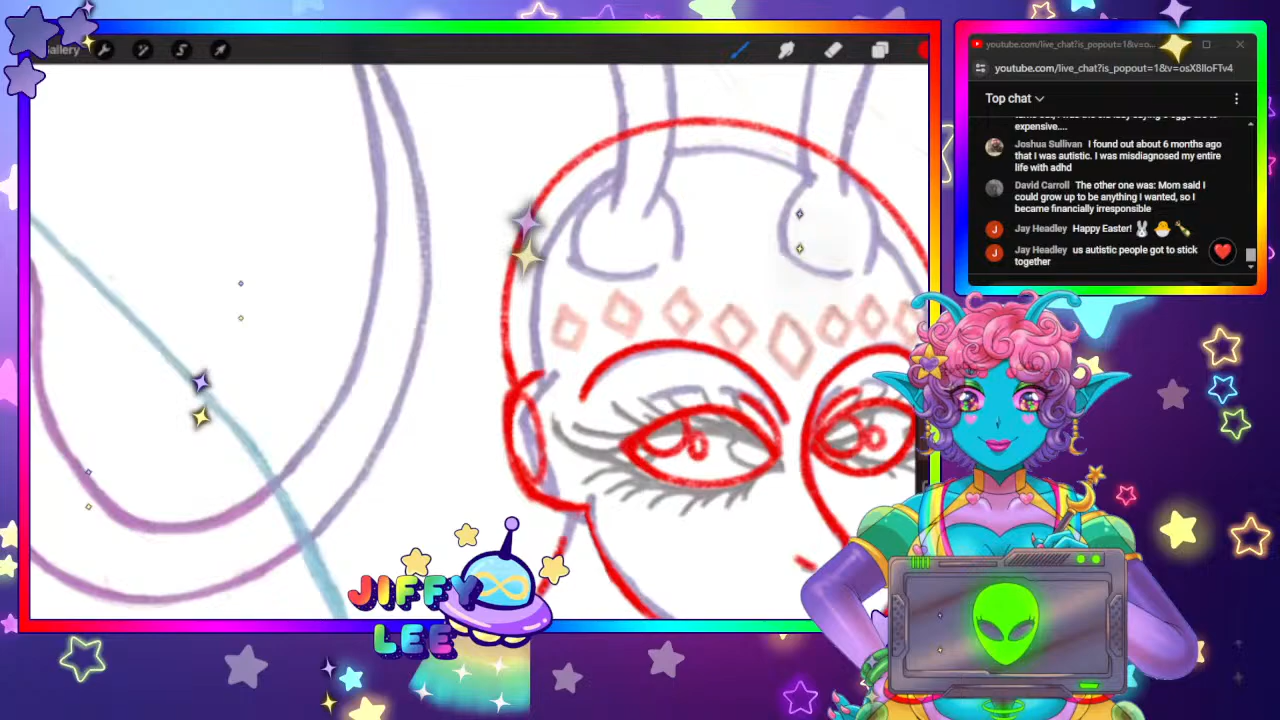 Gallery
youtube.com/live_chat?is_popout=1&v=o...
youtube.com/live_chat?is_popout=1&v=osX8IIoFTv4
Top chat
expensive....
Joshua Sullivan I found out about 6 months ago
that I was autistic. I was misdiagnosed my entire
life with adhd
David Carroll The other one was: Mom said I
could grow up to be anything I wanted, so I
became financially irresponsible
J Jay Headley Happy Easter! 🐰 🐣 🍾
J Jay Headley us autistic people got to stick
together
JIFFY
LEE